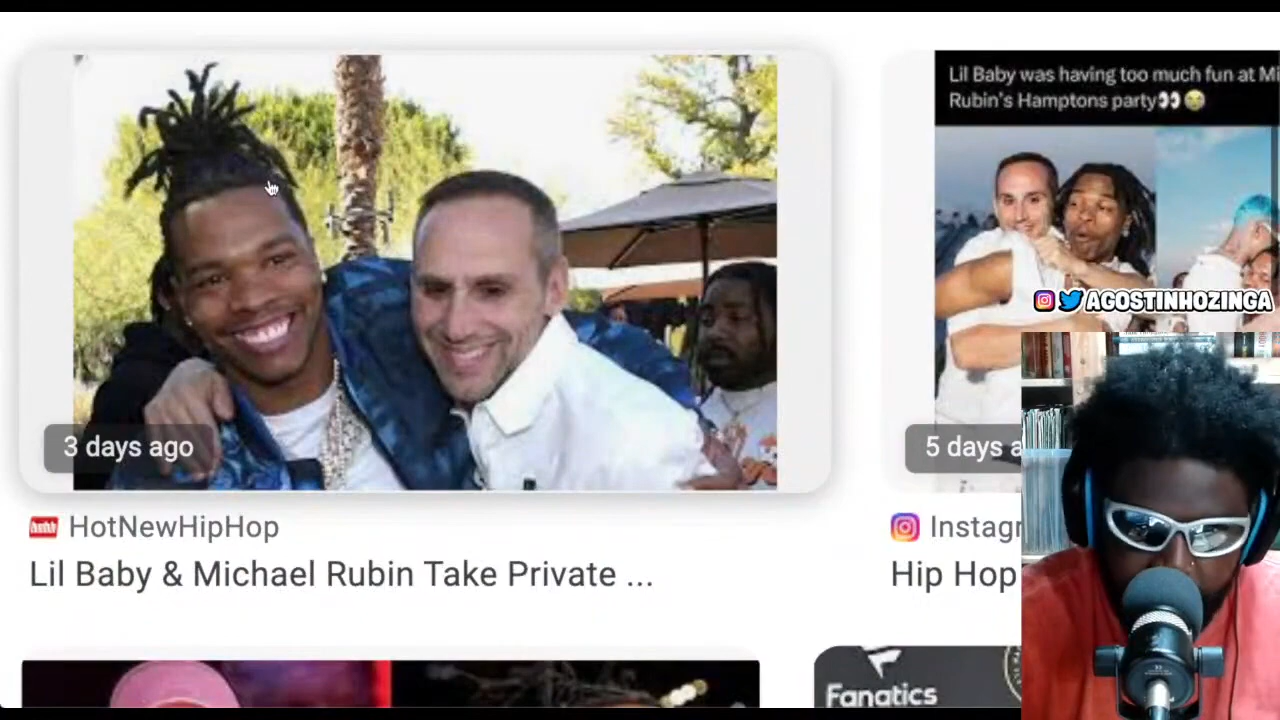 Lil Baby was having too much fun at Mi
Rubin's Hamptons party👀😭
AGOSTINHOZINGA
3 days ago
5 days a
HotNewHipHop
Instagr
Lil Baby & Michael Rubin Take Private ...
Hip Hop
Fanatics